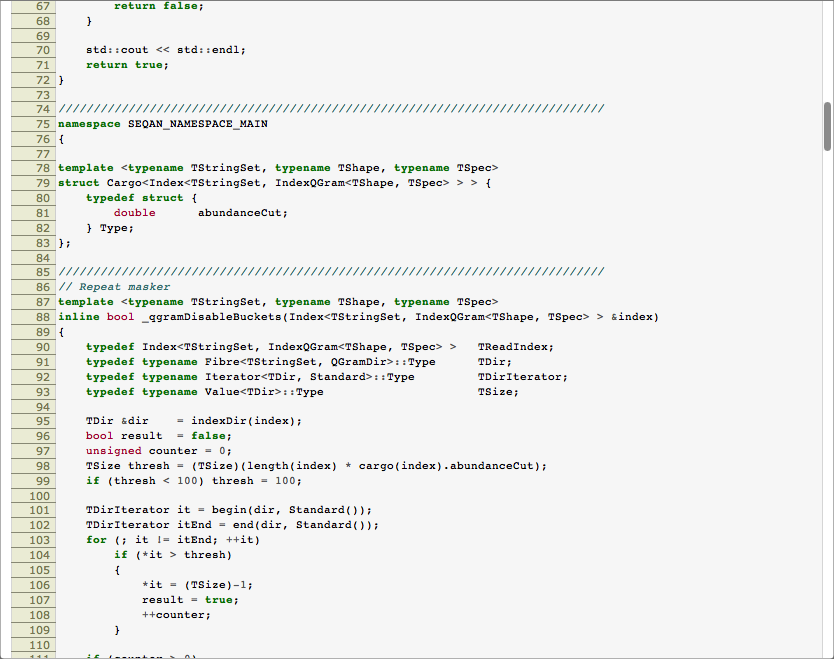 67         return false;
68     }
69
70     std::cout << std::endl;
71     return true;
72 }
73
74 //////////////////////////////////////////////////////////////////////////////
75 namespace SEQAN_NAMESPACE_MAIN
76 {
77
78 template <typename TStringSet, typename TShape, typename TSpec>
79 struct Cargo<Index<TStringSet, IndexQGram<TShape, TSpec> > > {
80     typedef struct {
81         double      abundanceCut;
82     } Type;
83 };
84
85 //////////////////////////////////////////////////////////////////////////////
86 // Repeat masker
87 template <typename TStringSet, typename TShape, typename TSpec>
88 inline bool _qgramDisableBuckets(Index<TStringSet, IndexQGram<TShape, TSpec> > &index)
89 {
90     typedef Index<TStringSet, IndexQGram<TShape, TSpec> >   TReadIndex;
91     typedef typename Fibre<TStringSet, QGramDir>::Type      TDir;
92     typedef typename Iterator<TDir, Standard>::Type         TDirIterator;
93     typedef typename Value<TDir>::Type                      TSize;
94
95     TDir &dir    = indexDir(index);
96     bool result  = false;
97     unsigned counter = 0;
98     TSize thresh = (TSize)(length(index) * cargo(index).abundanceCut);
99     if (thresh < 100) thresh = 100;
100
101     TDirIterator it = begin(dir, Standard());
102     TDirIterator itEnd = end(dir, Standard());
103     for (; it != itEnd; ++it)
104         if (*it > thresh)
105         {
106             *it = (TSize)-1;
107             result = true;
108             ++counter;
109         }
110
111     if (counter > 0)